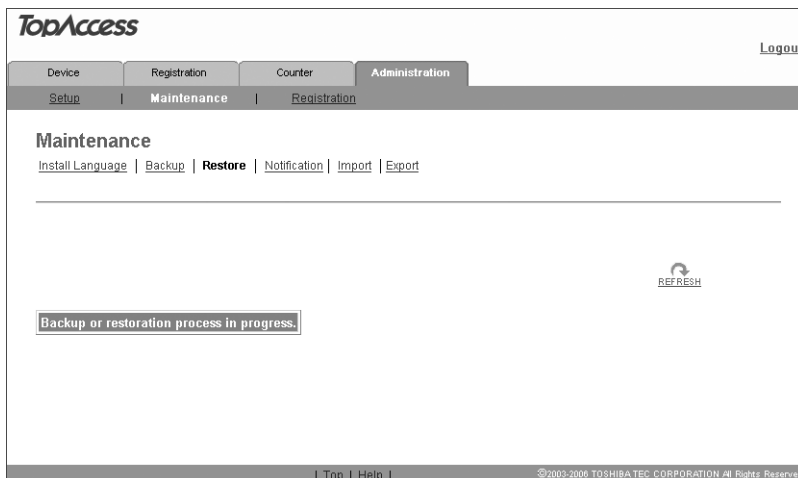 TopAccess
Logou
Device Registration Counter Administration
Setup | Maintenance | Registration
Maintenance
Install Language | Backup | Restore | Notification | Import | Export
REFRESH
Backup or restoration process in progress.
| Top | Help | ©2003-2006 TOSHIBA TEC CORPORATION All Rights Reserve